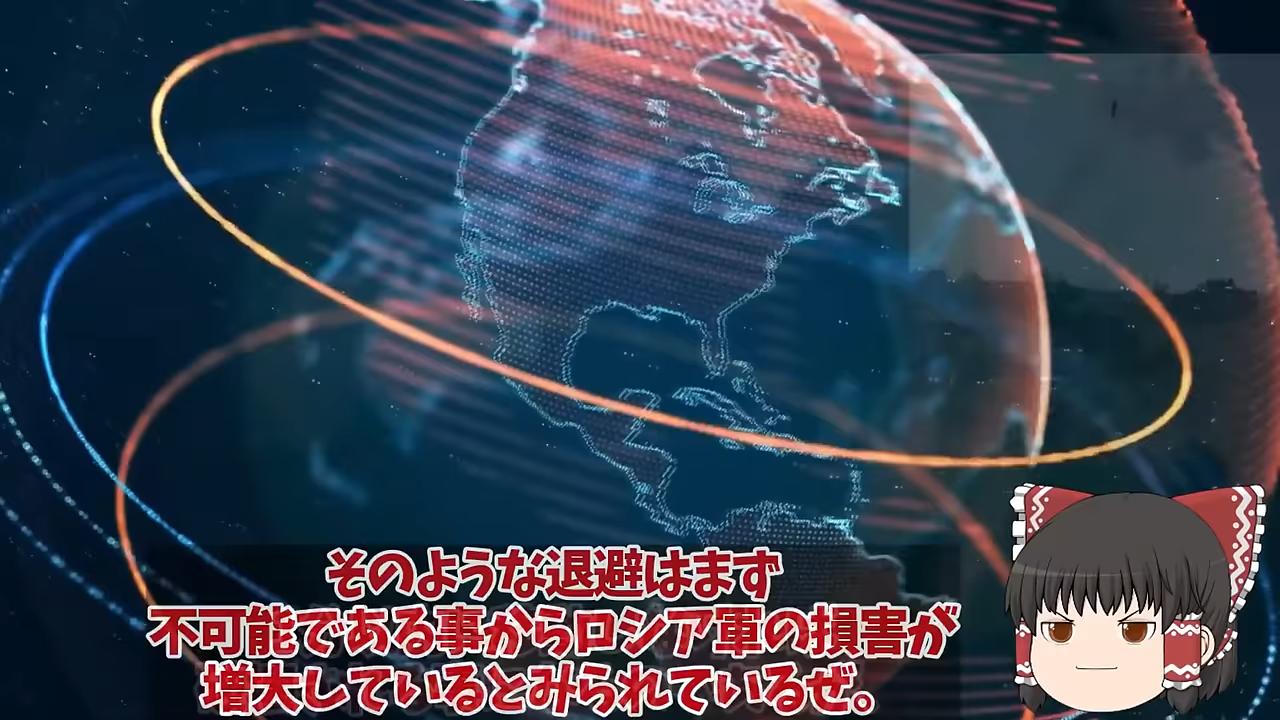 そのような退避はまず
不可能である事からロシア軍の損害が
増大しているとみられているぜ。